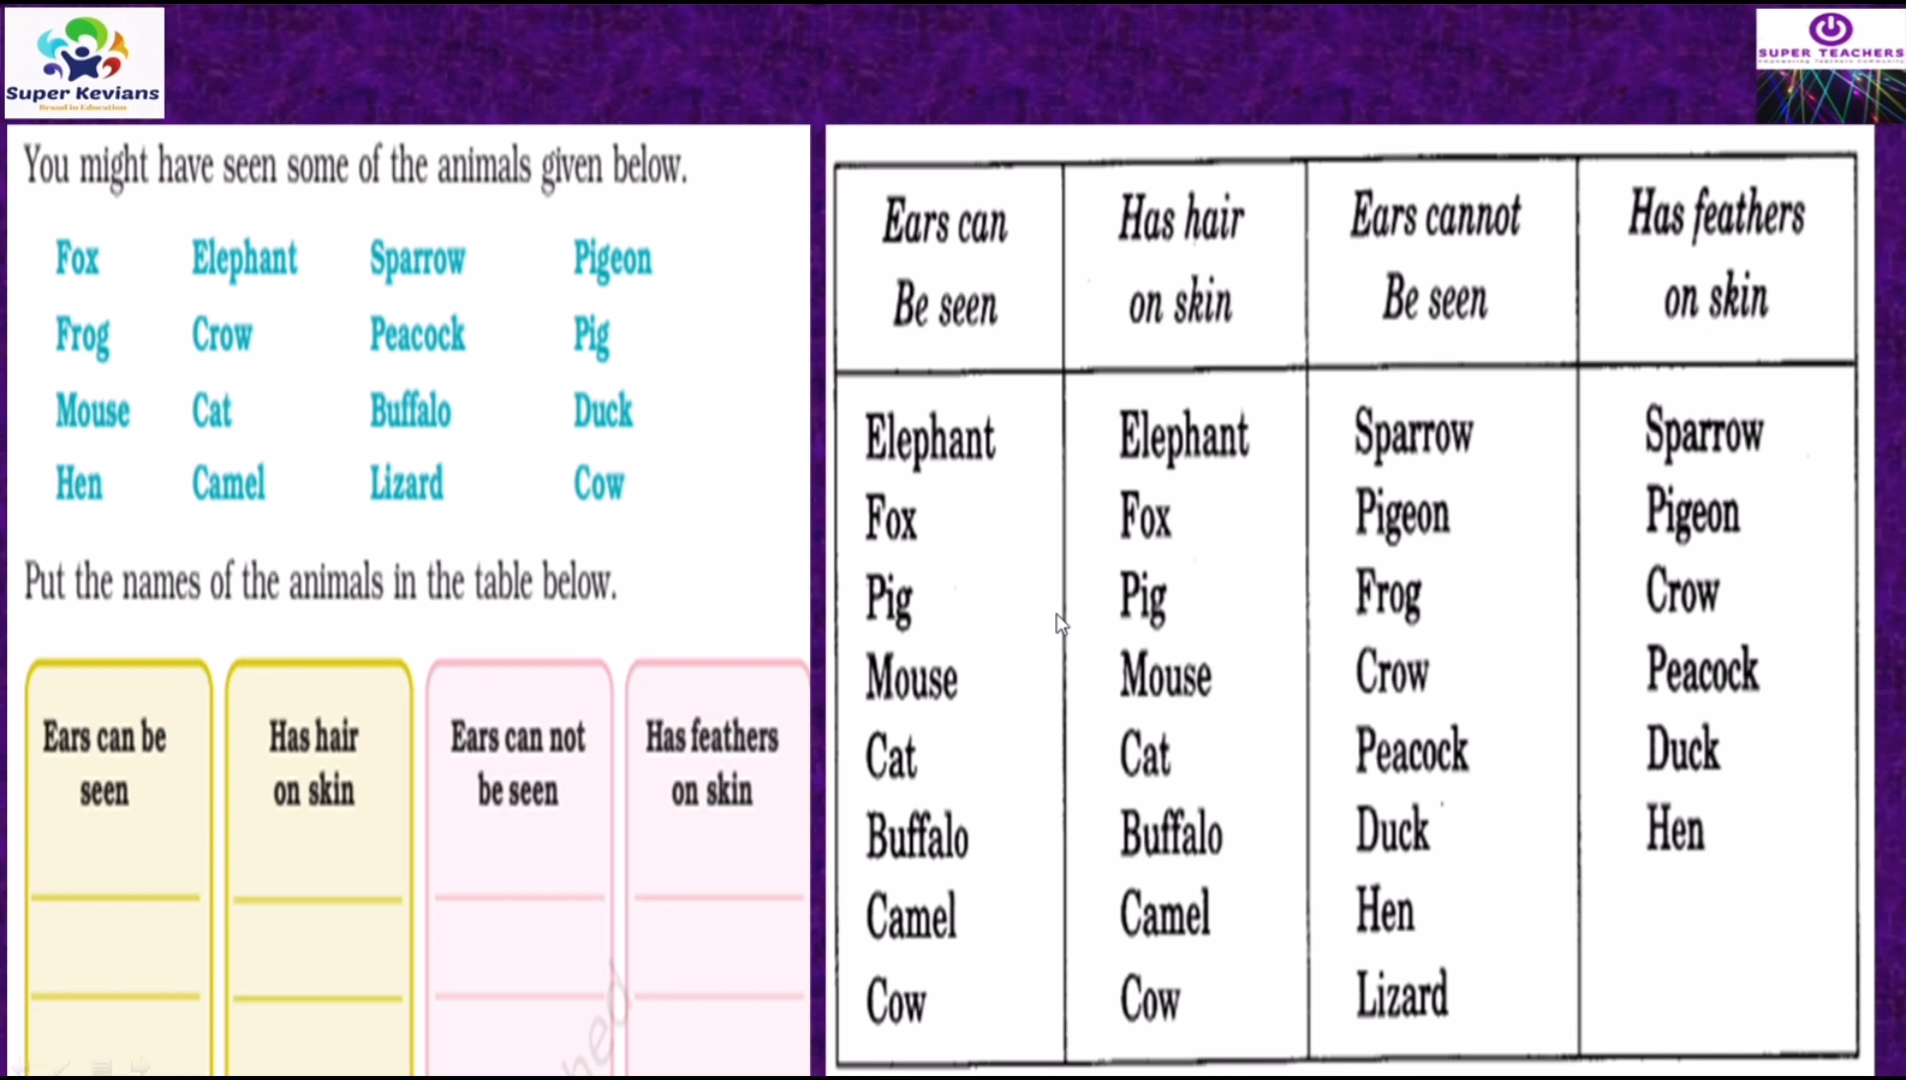 Super Kevians
Brand in Education
SUPER TEACHERS
You might have seen some of the animals given below.
Fox Elephant Sparrow Pigeon
Frog Crow Peacock Pig
Mouse Cat Buffalo Duck
Hen Camel Lizard Cow
Put the names of the animals in the table below.
Ears can be
seen
Has hair
on skin
Ears can not
be seen
Has feathers
on skin
hed
Ears can
Be seen
Has hair
on skin
Ears cannot
Be seen
Has feathers
on skin
Elephant Elephant Sparrow Sparrow
Fox Fox Pigeon Pigeon
Pig Pig Frog Crow
Mouse Mouse Crow Peacock
Cat Cat Peacock Duck
Buffalo Buffalo Duck Hen
Camel Camel Hen
Cow Cow Lizard